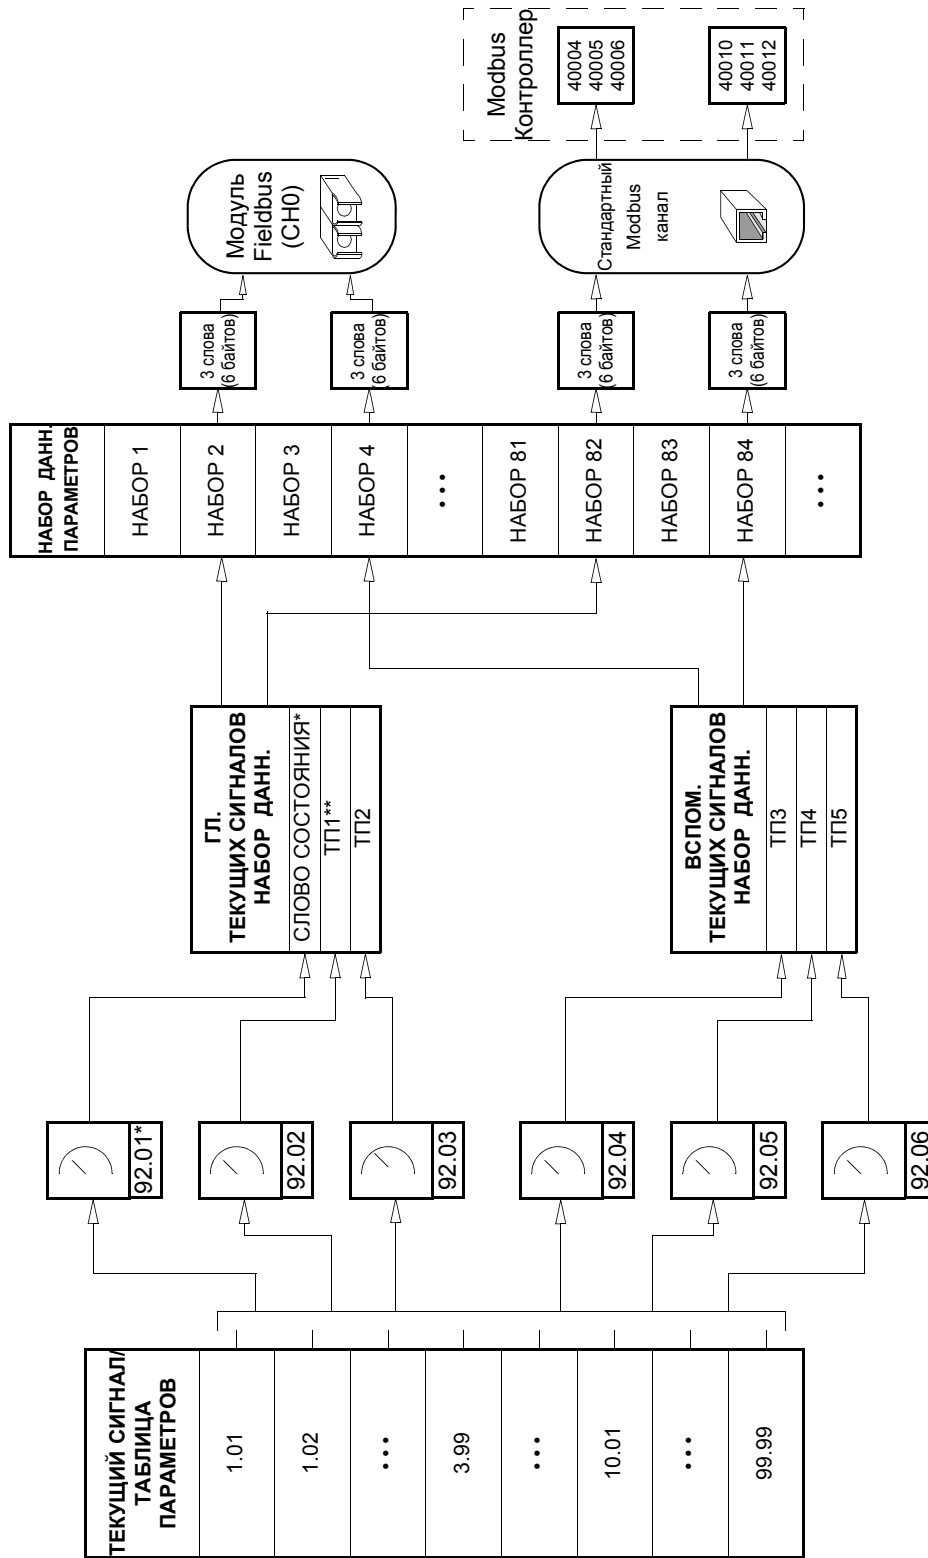 ТЕКУЩИЙ СИГНАЛ/
ТАБЛИЦА
ПАРАМЕТРОВ
1.01
1.02
...
3.99
...
10.01
...
99.99
92.01*
92.02
92.03
92.04
92.05
92.06
ГЛ.
ТЕКУЩИХ СИГНАЛОВ
НАБОР ДАНН.
СЛОВО СОСТОЯНИЯ*
ТП1**
ТП2
ВСПОМ.
ТЕКУЩИХ СИГНАЛОВ
НАБОР ДАНН.
ТП3
ТП4
ТП5
НАБОР ДАНН.
ПАРАМЕТРОВ
НАБОР 1
НАБОР 2
НАБОР 3
НАБОР 4
...
НАБОР 81
НАБОР 82
НАБОР 83
НАБОР 84
...
3 слова
(6 байтов)
3 слова
(6 байтов)
3 слова
(6 байтов)
3 слова
(6 байтов)
Модуль
Fieldbus
(CH0)
Стандартный
Modbus
канал
Modbus
Контроллер
40004
40005
40006
40010
40011
40012